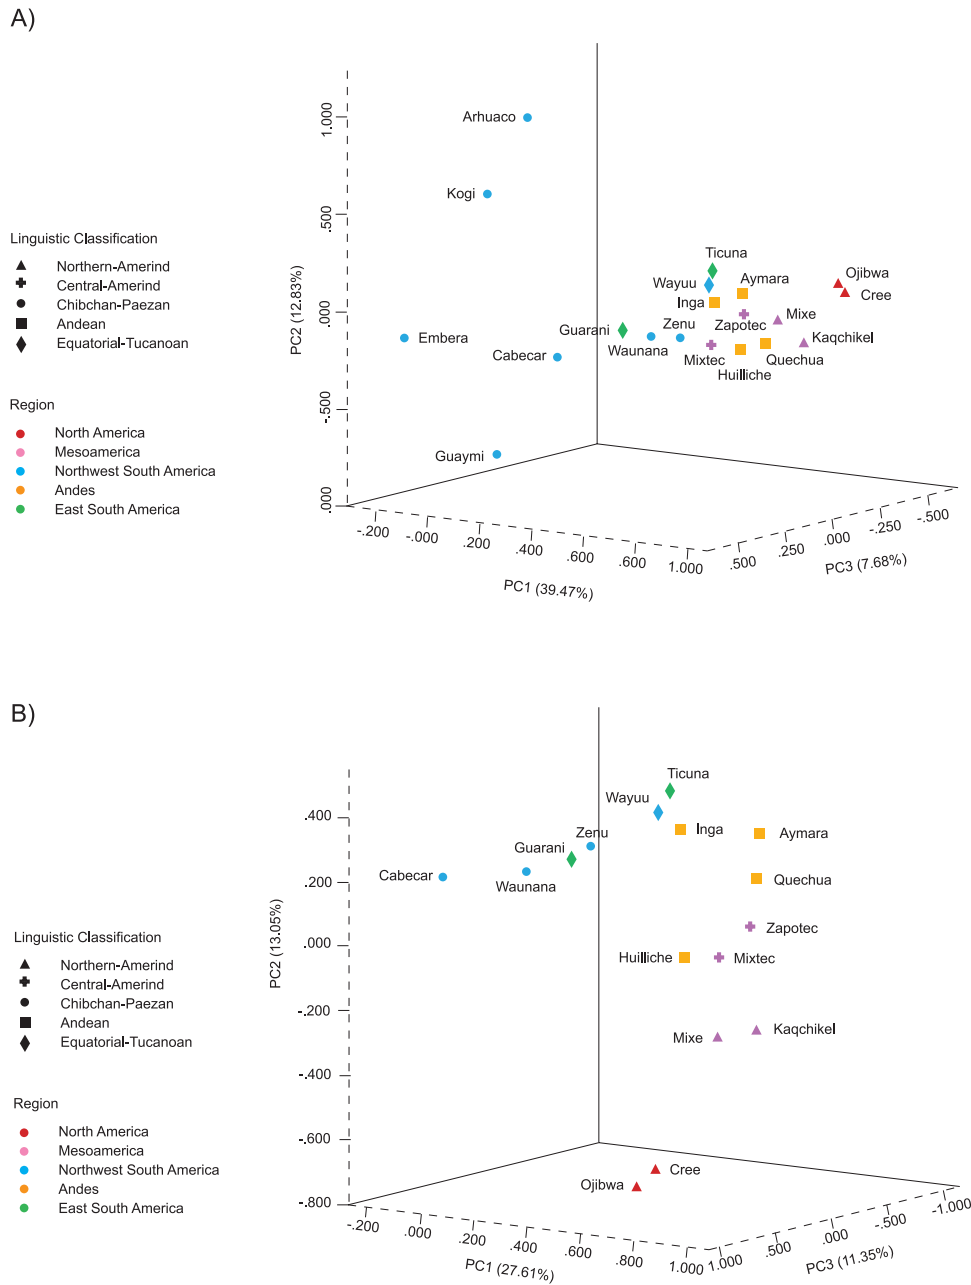 A)
1.000
.500
.000
-.500
.000
PC2 (12.83%)
Arhuaco
Kogi
Embera
Cabecar
Guaymi
Guarani
Waunana
Zenu
Ticuna
Wayuu
Inga
Aymara
Zapotec
Mixtec
Huilliche
Quechua
Mixe
Kaqchikel
Ojibwa
Cree
Linguistic Classification
Northern-Amerind
Central-Amerind
Chibchan-Paezan
Andean
Equatorial-Tucanoan
Region
North America
Mesoamerica
Northwest South America
Andes
East South America
-.200
-.000
.200
.400
.600
.600
1.000
PC1 (39.47%)
.500
.250
.000
-.250
-.500
PC3 (7.68%)
B)
.400
.200
.000
-.200
-.400
-.600
-.800
PC2 (13.05%)
Ticuna
Wayuu
Zenu
Inga
Aymara
Guarani
Cabecar
Waunana
Quechua
Zapotec
Huilliche
Mixtec
Mixe
Kaqchikel
Cree
Ojibwa
Linguistic Classification
Northern-Amerind
Central-Amerind
Chibchan-Paezan
Andean
Equatorial-Tucanoan
Region
North America
Mesoamerica
Northwest South America
Andes
East South America
-.200
.000
.200
.400
.600
.800
1.000
PC1 (27.61%)
1.000
.500
.000
-.500
-1.000
PC3 (11.35%)